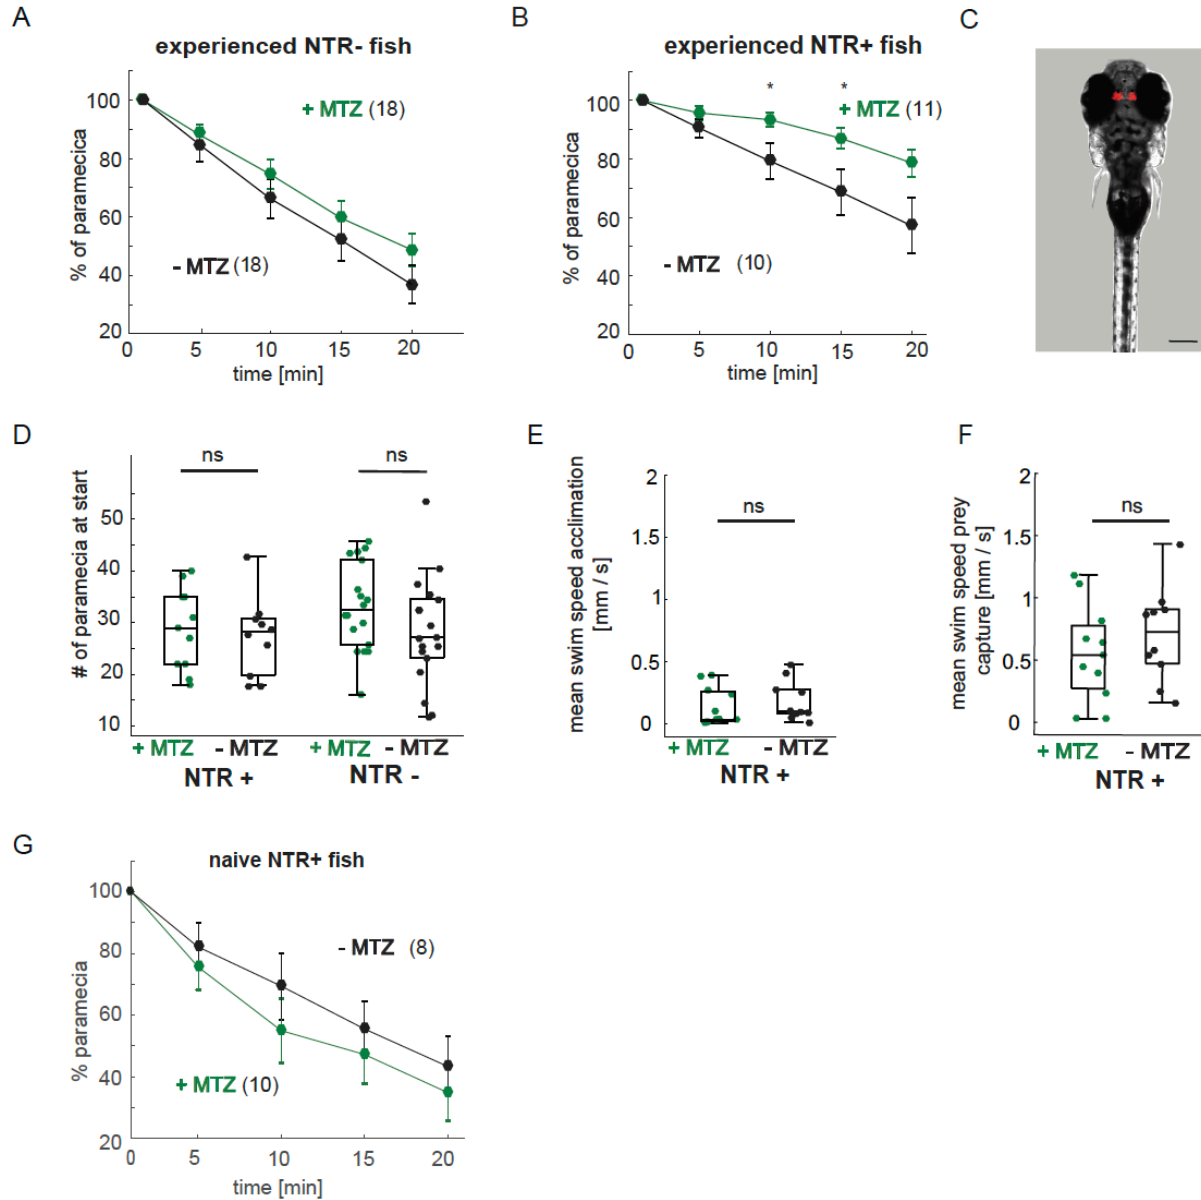 A
experienced NTR- fish
% of paramecica
100
80
60
40
20
+ MTZ (18)
- MTZ (18)
0 5 10 15 20
time [min]
B
experienced NTR+ fish
% of paramecica
100
80
60
40
20
* *
+ MTZ (11)
- MTZ (10)
0 5 10 15 20
time [min]
C
D
# of paramecia at start
50
40
30
20
10
ns ns
+ MTZ - MTZ + MTZ - MTZ
NTR + NTR -
E
mean swim speed acclimation
[mm / s]
2
1.5
1
0.5
0
ns
+ MTZ - MTZ
NTR +
F
mean swim speed prey
capture [mm / s]
2
1.5
1
0.5
0
ns
+ MTZ - MTZ
NTR +
G
naive NTR+ fish
% paramecia
100
80
60
40
20
- MTZ (8)
+ MTZ (10)
0 5 10 15 20
time [min]